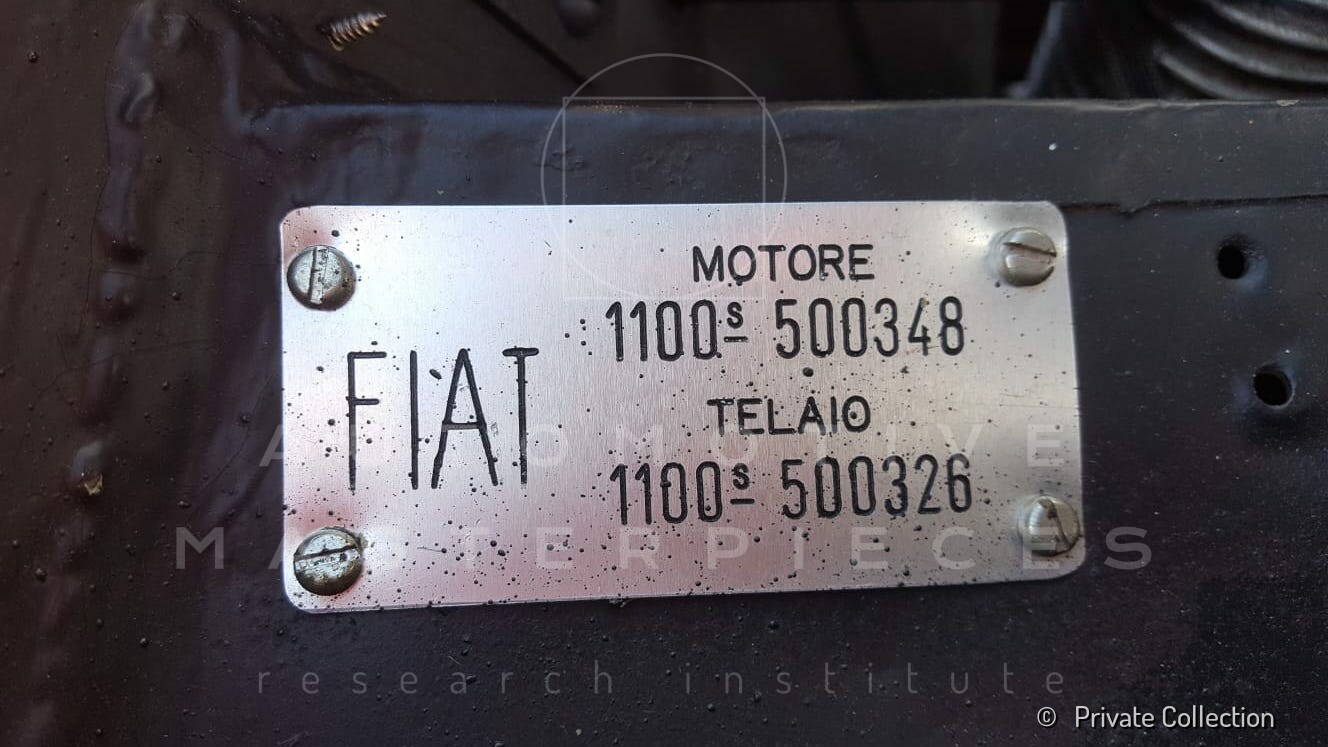 MOTORE
1100s 500348
FIAT
TELAIO
1100s 500326
AUTOMOTIVE
MASTERPIECES
research institute
© Private Collection